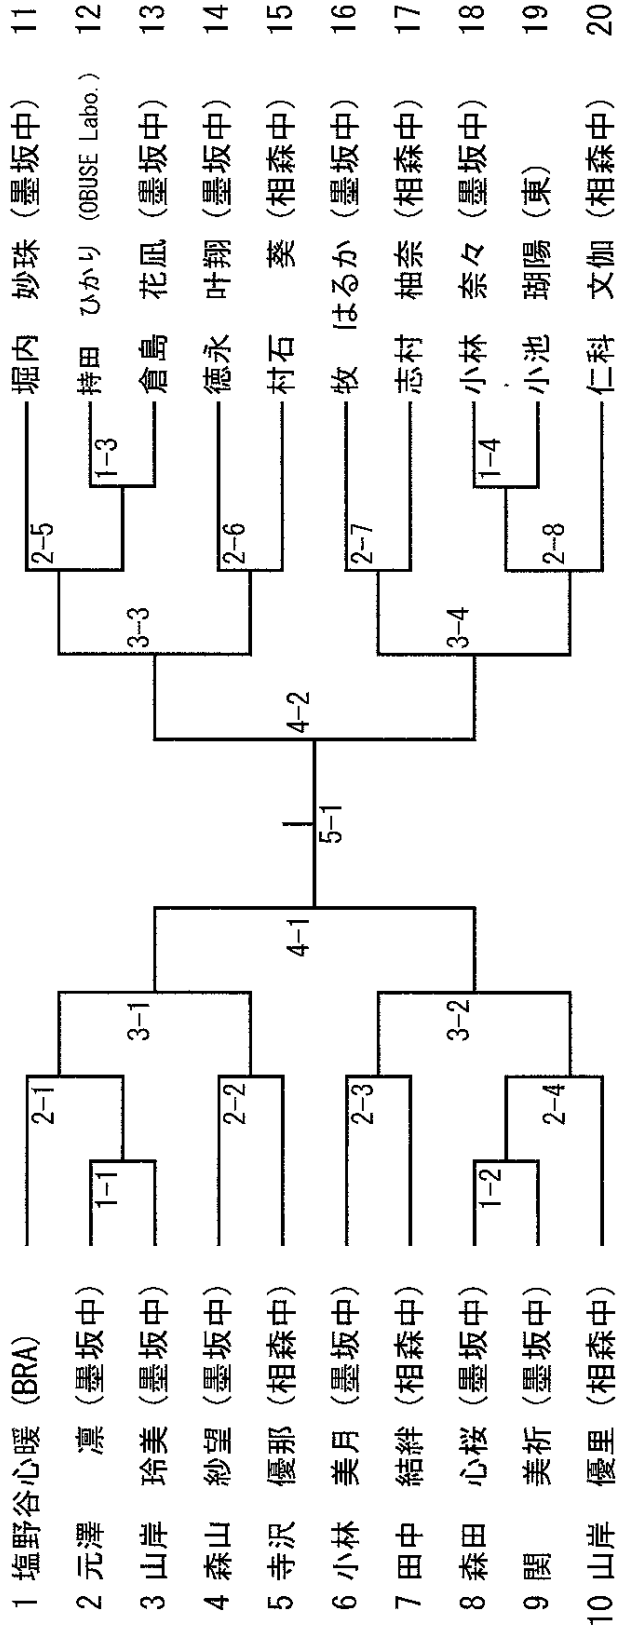 1 塩野谷心暖 (BRA)
2 元澤 凛 (墨坂中)
3 山岸 玲美 (墨坂中)
4 森山 紗望 (墨坂中)
5 寺沢 優那 (相森中)
6 小林 美月 (墨坂中)
7 田中 結絆 (相森中)
8 森田 心桜 (墨坂中)
9 関 美祈 (墨坂中)
10 山岸 優里 (相森中)
1-1
1-2
2-1
2-2
2-3
2-4
3-1
3-2
4-1
5-1
4-2
3-3
3-4
2-5
2-6
2-7
2-8
1-3
1-4
堀内 妙珠 (墨坂中) 11
持田 ひかり (OBUSE Labo.) 12
倉島 花凪 (墨坂中) 13
徳永 叶翔 (墨坂中) 14
村石 葵 (相森中) 15
牧 はるか (墨坂中) 16
志村 柚奈 (相森中) 17
小林 奈々 (墨坂中) 18
小池 瑚陽 (東) 19
仁科 文伽 (相森中) 20